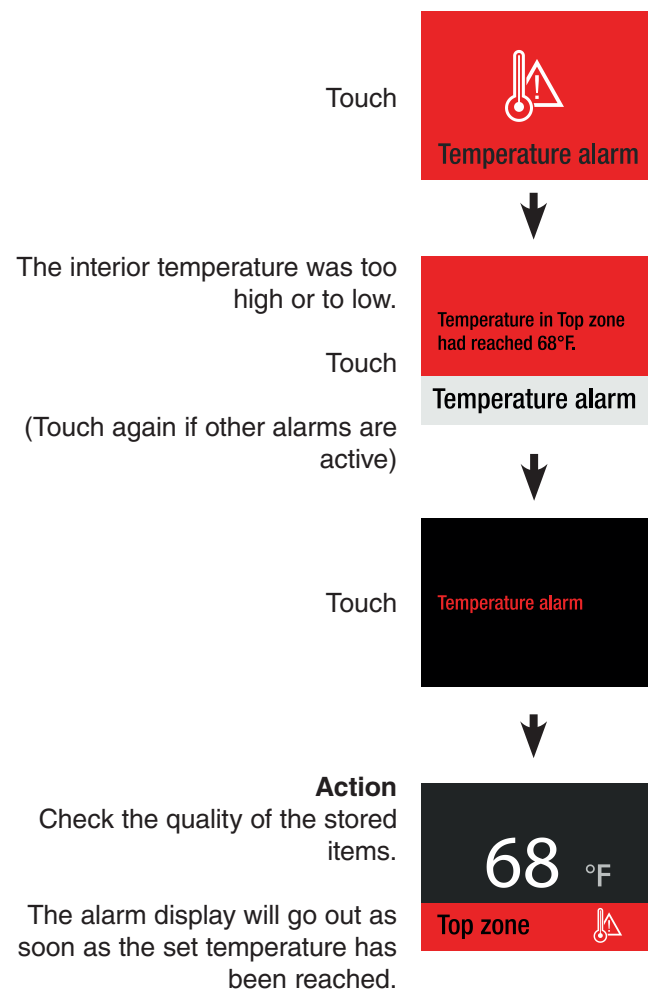 Touch
Temperature alarm
The interior temperature was too
high or to low.
Touch
(Touch again if other alarms are
active)
Temperature in Top zone
had reached 68°F.
Temperature alarm
Touch
Temperature alarm
Action
Check the quality of the stored
items.
The alarm display will go out as
soon as the set temperature has
been reached.
68 °F
Top zone